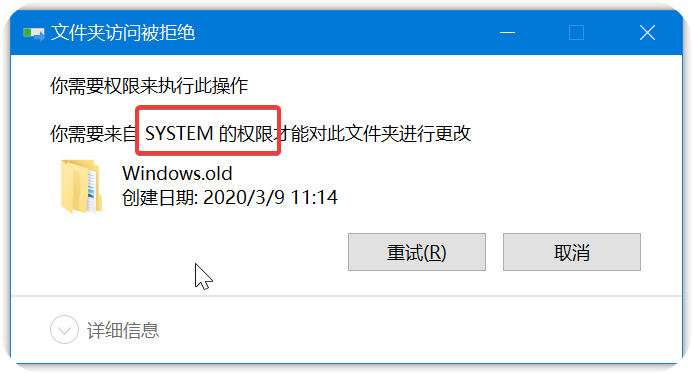 文件夹访问被拒绝
你需要权限来执行此操作
你需要来自 SYSTEM 的权限才能对此文件夹进行更改
Windows.old
创建日期: 2020/3/9 11:14
重试(R)
取消
详细信息